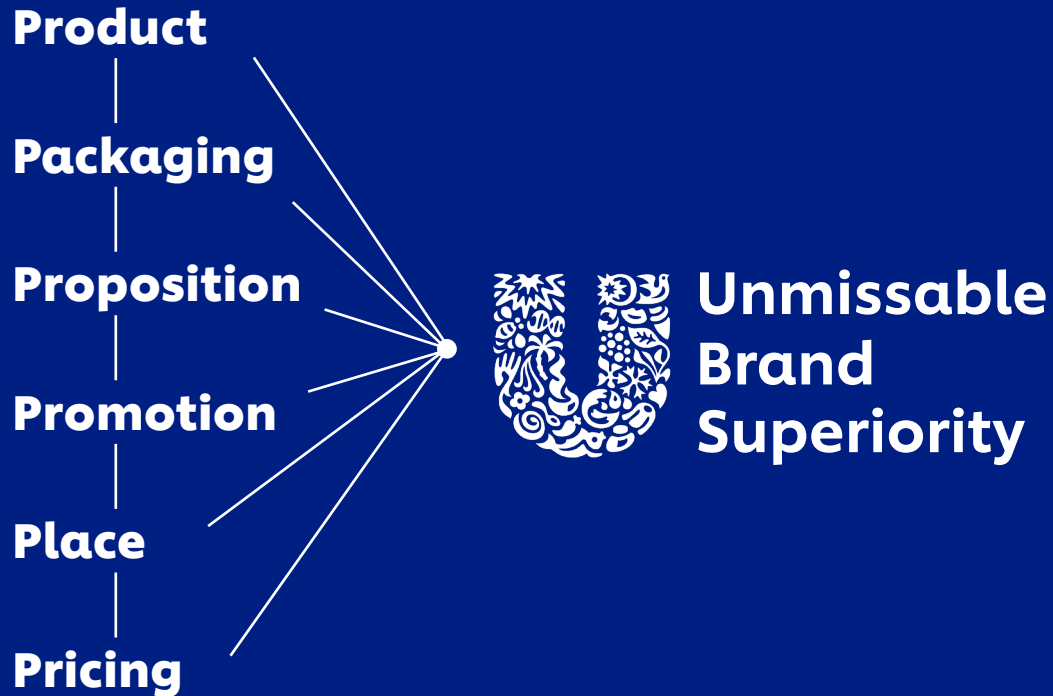 Product
Packaging
Proposition
Promotion
Place
Pricing
Unmissable
Brand
Superiority